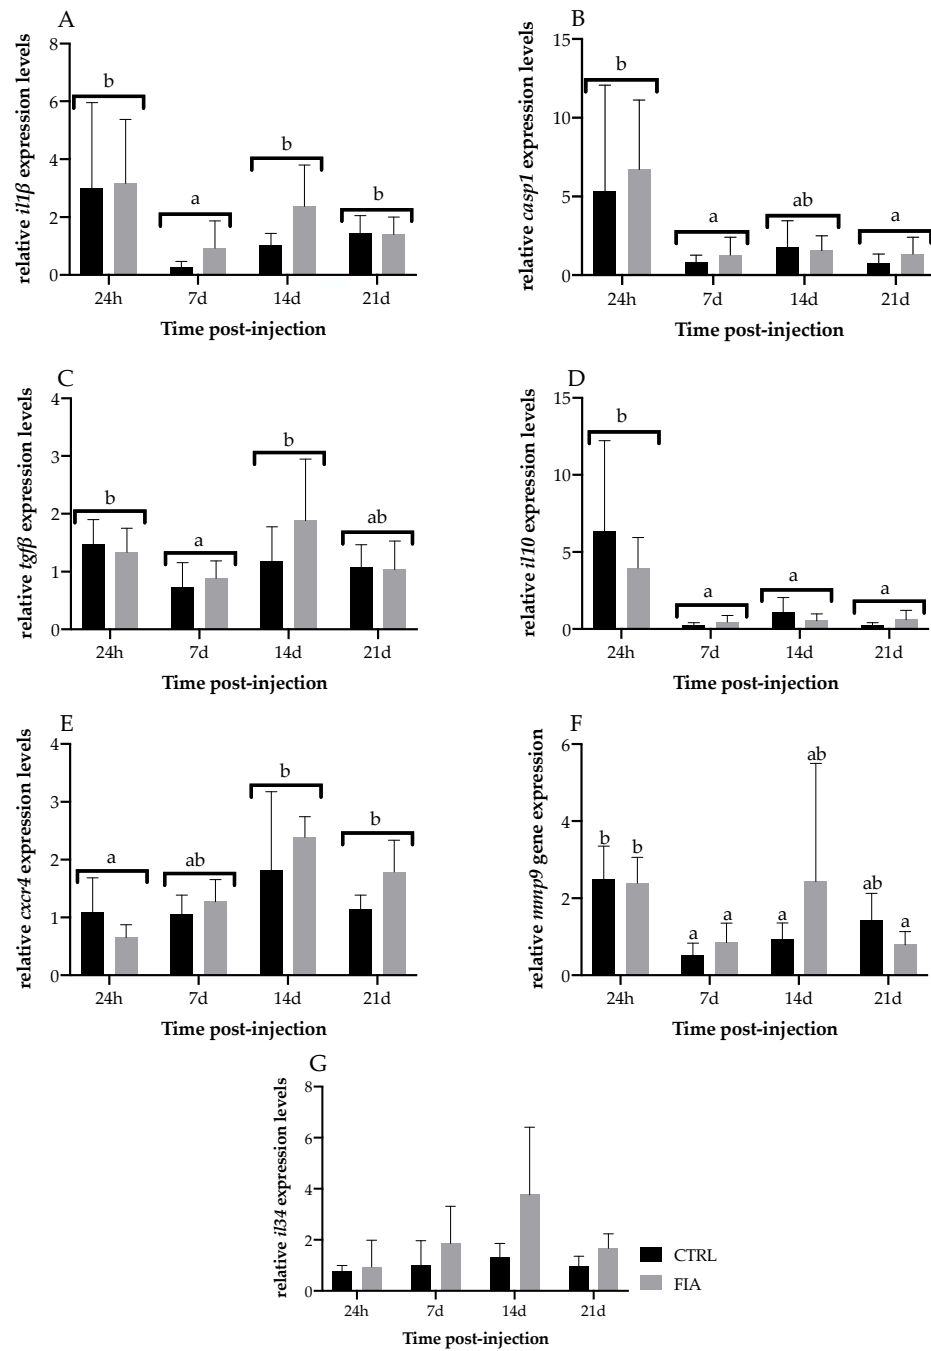 A
relative il1β expression levels
8
6
4
2
0
b
a
b
b
24h 7d 14d 21d
Time post-injection
B
relative casp1 expression levels
15
10
5
0
b
a
ab
a
24h 7d 14d 21d
Time post-injection
C
relative tgfβ expression levels
4
3
2
1
0
b
a
b
ab
24h 7d 14d 21d
Time post-injection
D
relative il10 expression levels
15
10
5
0
b
a
a
a
24h 7d 14d 21d
Time post-injection
E
relative cxcr4 expression levels
4
3
2
1
0
a
ab
b
b
24h 7d 14d 21d
Time post-injection
F
relative mmp9 gene expression
6
4
2
0
b b
a a
a ab
ab a
24h 7d 14d 21d
Time post-injection
G
relative il34 expression levels
8
6
4
2
0
24h 7d 14d 21d
Time post-injection
CTRL
FIA